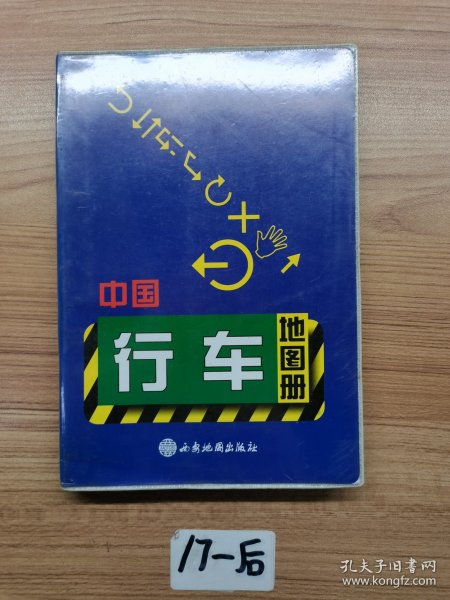 中国
行车
地图册
西安地图出版社
17-后
孔夫子旧书网
www.kongfz.com